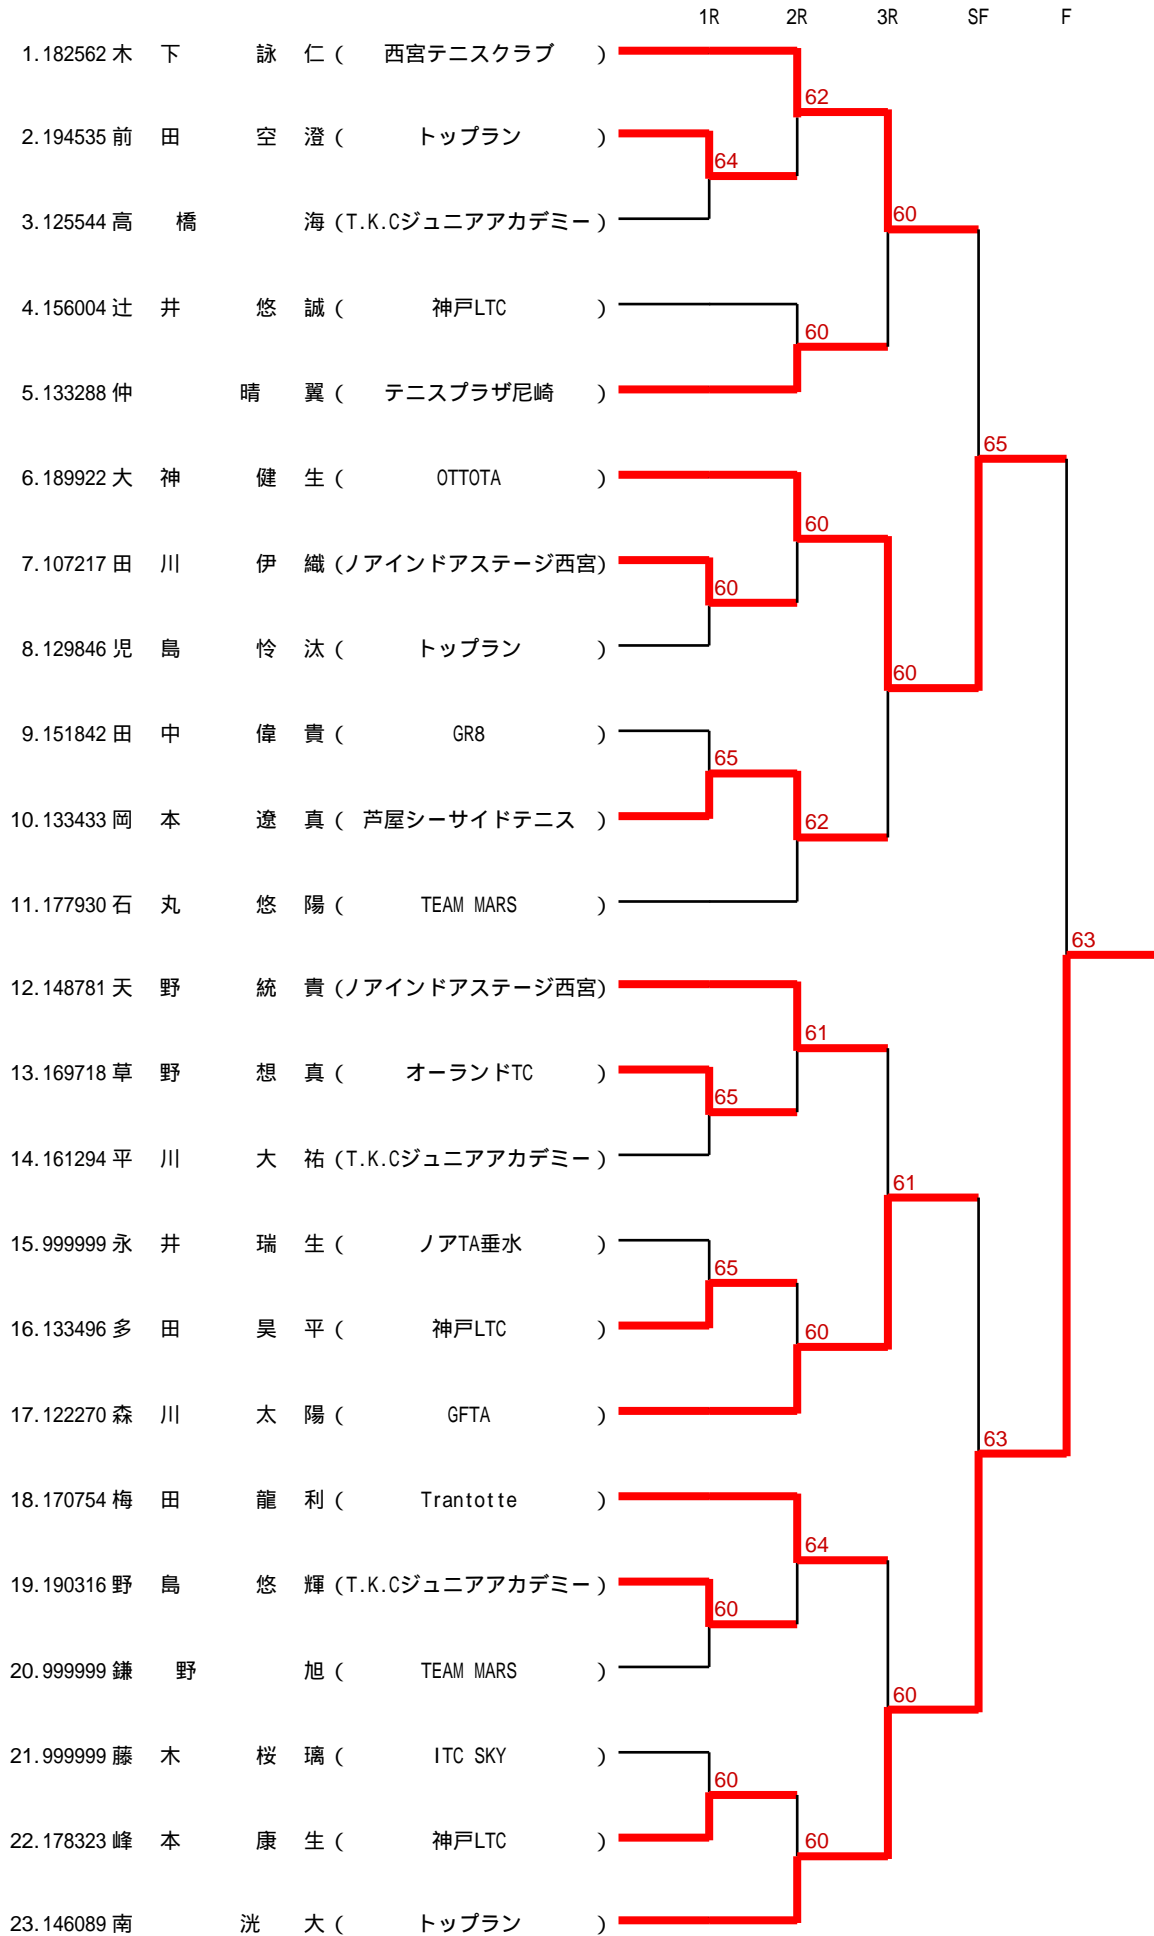 1R 2R 3R SF F
1.182562 木 下 詠 仁 ( 西宮テニスクラブ )
62
2.194535 前 田 空 澄 ( トップラン )
64
3.125544 高 橋 海 (T.K.Cジュニアアカデミー )
60
4.156004 辻 井 悠 誠 ( 神戸LTC )
60
5.133288 仲 晴 翼 ( テニスプラザ尼崎 )
65
6.189922 大 神 健 生 ( OTTOTA )
60
7.107217 田 川 伊 織 (ノアインドアステージ西宮)
60
8.129846 児 島 怜 汰 ( トップラン )
60
9.151842 田 中 偉 貴 ( GR8 )
65
10.133433 岡 本 遼 真 ( 芦屋シーサイドテニス )
62
11.177930 石 丸 悠 陽 ( TEAM MARS )
63
12.148781 天 野 統 貴 (ノアインドアステージ西宮)
61
13.169718 草 野 想 真 ( オーランドTC )
65
14.161294 平 川 大 祐 (T.K.Cジュニアアカデミー )
61
15.999999 永 井 瑞 生 ( ノアTA垂水 )
65
16.133496 多 田 昊 平 ( 神戸LTC )
60
17.122270 森 川 太 陽 ( GFTA )
63
18.170754 梅 田 龍 利 ( Trantotte )
64
19.190316 野 島 悠 輝 (T.K.Cジュニアアカデミー )
60
20.999999 鎌 野 旭 ( TEAM MARS )
60
21.999999 藤 木 桜 璃 ( ITC SKY )
60
22.178323 峰 本 康 生 ( 神戸LTC )
60
23.146089 南 洸 大 ( トップラン )